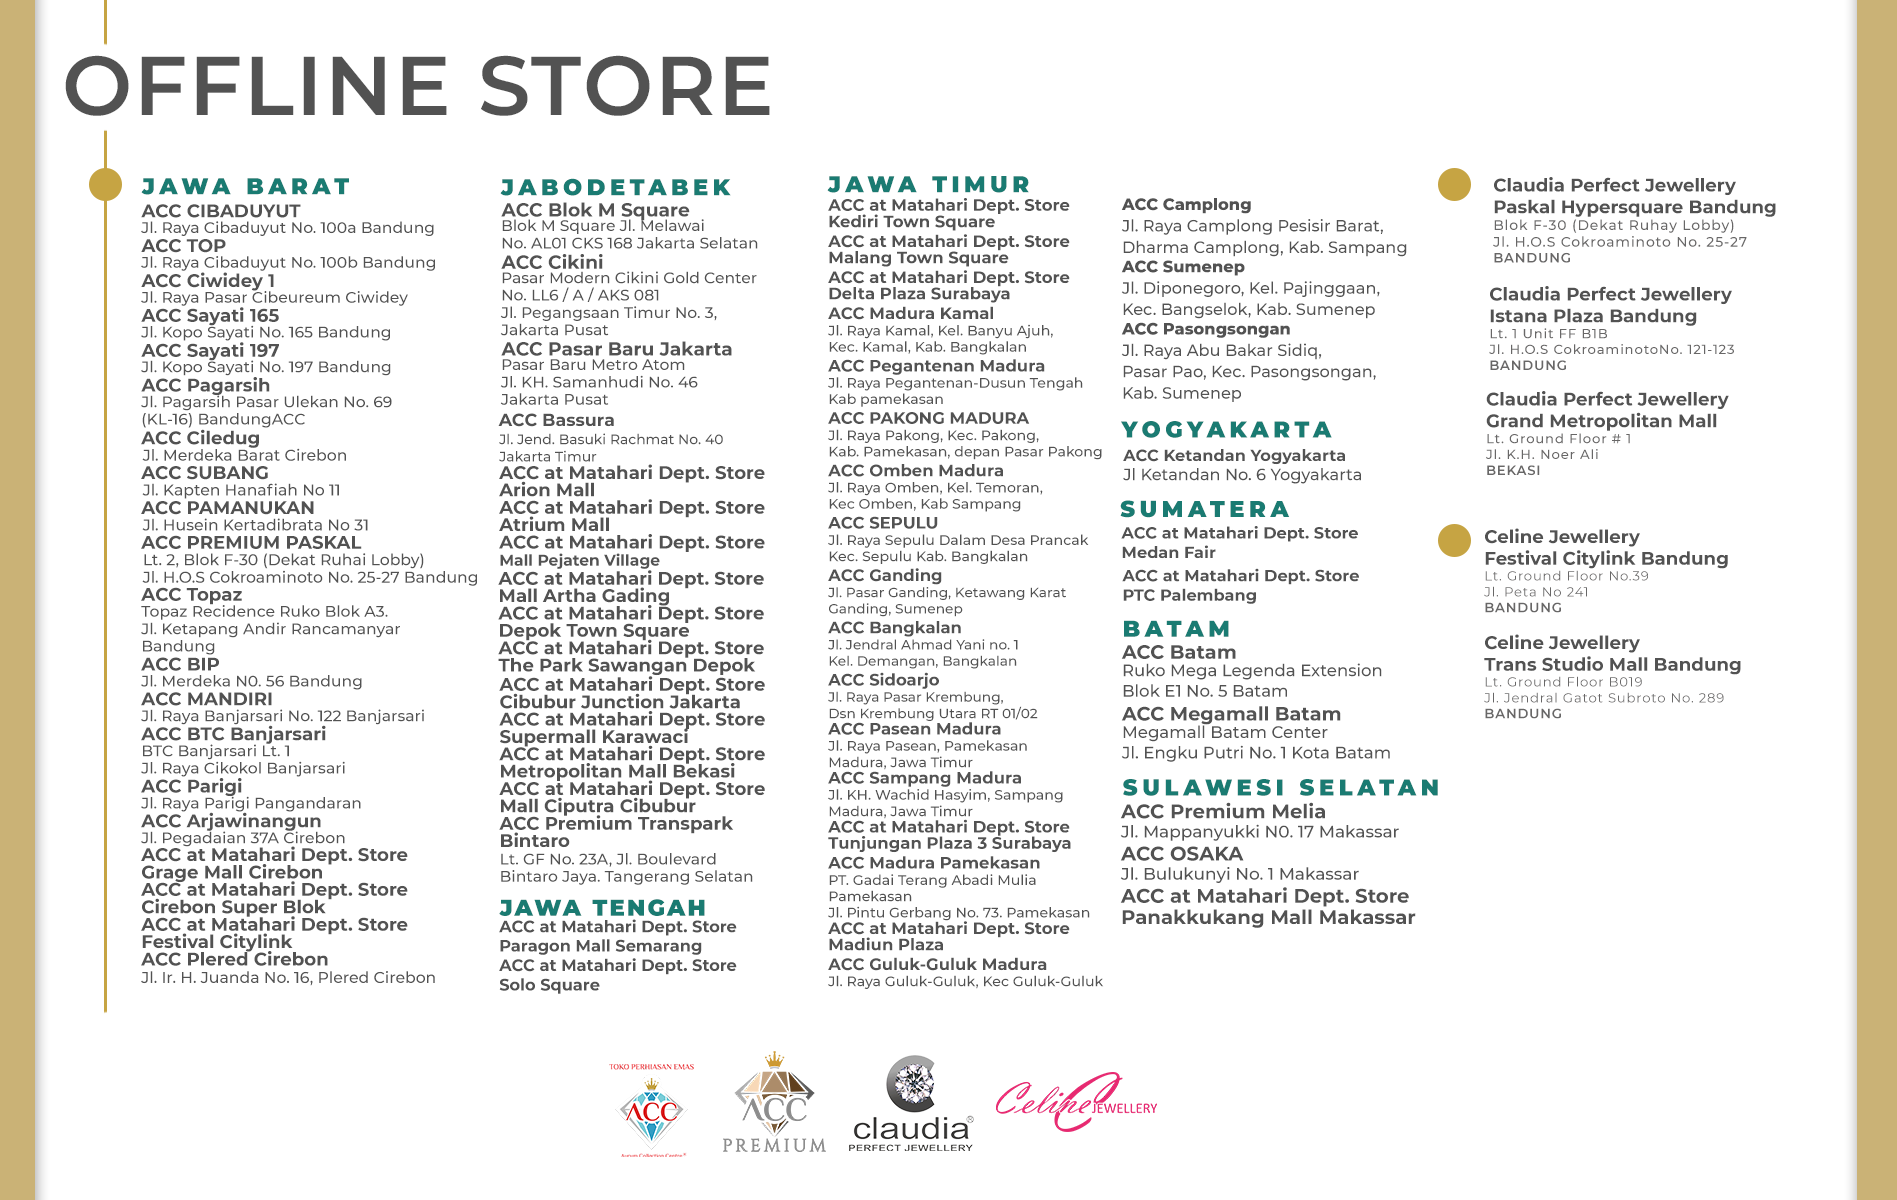 OFFLINE STORE
JAWA BARAT
ACC CIBADUYUT
Jl. Raya Cibaduyut No. 100a Bandung
ACC TOP
Jl. Raya Cibaduyut No. 100b Bandung
ACC Ciwidey 1
Jl. Raya Pasar Cibeureum Ciwidey
ACC Sayati 165
Jl. Kopo Sayati No. 165 Bandung
ACC Sayati 197
Jl. Kopo Sayati No. 197 Bandung
ACC Pagarsih
Jl. Pagarsih Pasar Ulekan No. 69
(KL-16) BandungACC
ACC Ciledug
Jl. Merdeka Barat Cirebon
ACC SUBANG
Jl. Kapten Hanafiah No 11
ACC PAMANUKAN
Jl. Husein Kertadibrata No 31
ACC PREMIUM PASKAL
Lt. 2, Blok F-30 (Dekat Ruhai Lobby)
Jl. H.O.S Cokroaminoto No. 25-27 Bandung
ACC Topaz
Topaz Recidence Ruko Blok A3.
Jl. Ketapang Andir Rancamanyar
Bandung
ACC BIP
Jl. Merdeka N0. 56 Bandung
ACC MANDIRI
Jl. Raya Banjarsari No. 122 Banjarsari
ACC BTC Banjarsari
BTC Banjarsari Lt. 1
Jl. Raya Cikokol Banjarsari
ACC Parigi
Jl. Raya Parigi Pangandaran
ACC Arjawinangun
Jl. Pegadaian 37A Cirebon
ACC at Matahari Dept. Store
Grage Mall Cirebon
ACC at Matahari Dept. Store
Cirebon Super Blok
ACC at Matahari Dept. Store
Festival Citylink
ACC Plered Cirebon
Jl. Ir. H. Juanda No. 16, Plered Cirebon
JABODETABEK
ACC Blok M Square
Blok M Square Jl. Melawai
No. AL01 CKS 168 Jakarta Selatan
ACC Cikini
Pasar Modern Cikini Gold Center
No. LL6 / A / AKS 081
Jl. Pegangsaan Timur No. 3,
Jakarta Pusat
ACC Pasar Baru Jakarta
Pasar Baru Metro Atom
Jl. KH. Samanhudi No. 46
Jakarta Pusat
ACC Bassura
Jl. Jend. Basuki Rachmat No. 40
Jakarta Timur
ACC at Matahari Dept. Store
Arion Mall
ACC at Matahari Dept. Store
Atrium Mall
ACC at Matahari Dept. Store
Mall Pejaten Village
ACC at Matahari Dept. Store
Mall Artha Gading
ACC at Matahari Dept. Store
Depok Town Square
ACC at Matahari Dept. Store
The Park Sawangan Depok
ACC at Matahari Dept. Store
Cibubur Junction Jakarta
ACC at Matahari Dept. Store
Supermall Karawaci
ACC at Matahari Dept. Store
Metropolitan Mall Bekasi
ACC at Matahari Dept. Store
Mall Ciputra Cibubur
ACC Premium Transpark
Bintaro
Lt. GF No. 23A, Jl. Boulevard
Bintaro Jaya. Tangerang Selatan
JAWA TENGAH
ACC at Matahari Dept. Store
Paragon Mall Semarang
ACC at Matahari Dept. Store
Solo Square
JAWA TIMUR
ACC at Matahari Dept. Store
Kediri Town Square
ACC at Matahari Dept. Store
Malang Town Square
ACC at Matahari Dept. Store
Delta Plaza Surabaya
ACC Madura Kamal
Jl. Raya Kamal, Kel. Banyu Ajuh,
Kec. Kamal, Kab. Bangkalan
ACC Pegantenan Madura
Jl. Raya Pegantenan-Dusun Tengah
Kab pamekasan
ACC PAKONG MADURA
Jl. Raya Pakong, Kec. Pakong,
Kab. Pamekasan, depan Pasar Pakong
ACC Omben Madura
Jl. Raya Omben, Kel. Temoran,
Kec Omben, Kab Sampang
ACC SEPULU
Jl. Raya Sepulu Dalam Desa Prancak
Kec. Sepulu Kab. Bangkalan
ACC Ganding
Jl. Pasar Ganding, Ketawang Karat
Ganding, Sumenep
ACC Bangkalan
Jl. Jendral Ahmad Yani no. 1
Kel. Demangan, Bangkalan
ACC Sidoarjo
Jl. Raya Pasar Krembung,
Dsn Krembung Utara RT 01/02
ACC Pasean Madura
Jl. Raya Pasean, Pamekasan
Madura, Jawa Timur
ACC Sampang Madura
Jl. KH. Wachid Hasyim, Sampang
Madura, Jawa Timur
ACC at Matahari Dept. Store
Tunjungan Plaza 3 Surabaya
ACC Madura Pamekasan
PT. Gadai Terang Abadi Mulia
Pamekasan
Jl. Pintu Gerbang No. 73. Pamekasan
ACC at Matahari Dept. Store
Madiun Plaza
ACC Guluk-Guluk Madura
Jl. Raya Guluk-Guluk, Kec Guluk-Guluk
ACC Camplong
Jl. Raya Camplong Pesisir Barat,
Dharma Camplong, Kab. Sampang
ACC Sumenep
Jl. Diponegoro, Kel. Pajinggaan,
Kec. Bangselok, Kab. Sumenep
ACC Pasongsongan
Jl. Raya Abu Bakar Sidiq,
Pasar Pao, Kec. Pasongsongan,
Kab. Sumenep
YOGYAKARTA
ACC Ketandan Yogyakarta
Jl Ketandan No. 6 Yogyakarta
SUMATERA
ACC at Matahari Dept. Store
Medan Fair
ACC at Matahari Dept. Store
PTC Palembang
BATAM
ACC Batam
Ruko Mega Legenda Extension
Blok E1 No. 5 Batam
ACC Megamall Batam
Megamall Batam Center
Jl. Engku Putri No. 1 Kota Batam
SULAWESI SELATAN
ACC Premium Melia
Jl. Mappanyukki N0. 17 Makassar
ACC OSAKA
Jl. Bulukunyi No. 1 Makassar
ACC at Matahari Dept. Store
Panakkukang Mall Makassar
Claudia Perfect Jewellery
Paskal Hypersquare Bandung
Blok F-30 (Dekat Ruhay Lobby)
Jl. H.O.S Cokroaminoto No. 25-27
BANDUNG
Claudia Perfect Jewellery
Istana Plaza Bandung
Lt. 1 Unit FF B1B
Jl. H.O.S CokroaminotoNo. 121-123
BANDUNG
Claudia Perfect Jewellery
Grand Metropolitan Mall
Lt. Ground Floor # 1
Jl. K.H. Noer Ali
BEKASI
Celine Jewellery
Festival Citylink Bandung
Lt. Ground Floor No.39
Jl. Peta No 241
BANDUNG
Celine Jewellery
Trans Studio Mall Bandung
Lt. Ground Floor B019
Jl. Jendral Gatot Subroto No. 289
BANDUNG
TOKO PERHIASAN EMAS
ACC
ACC
PREMIUM
claudia®
PERFECT JEWELLERY
Celine JEWELLERY